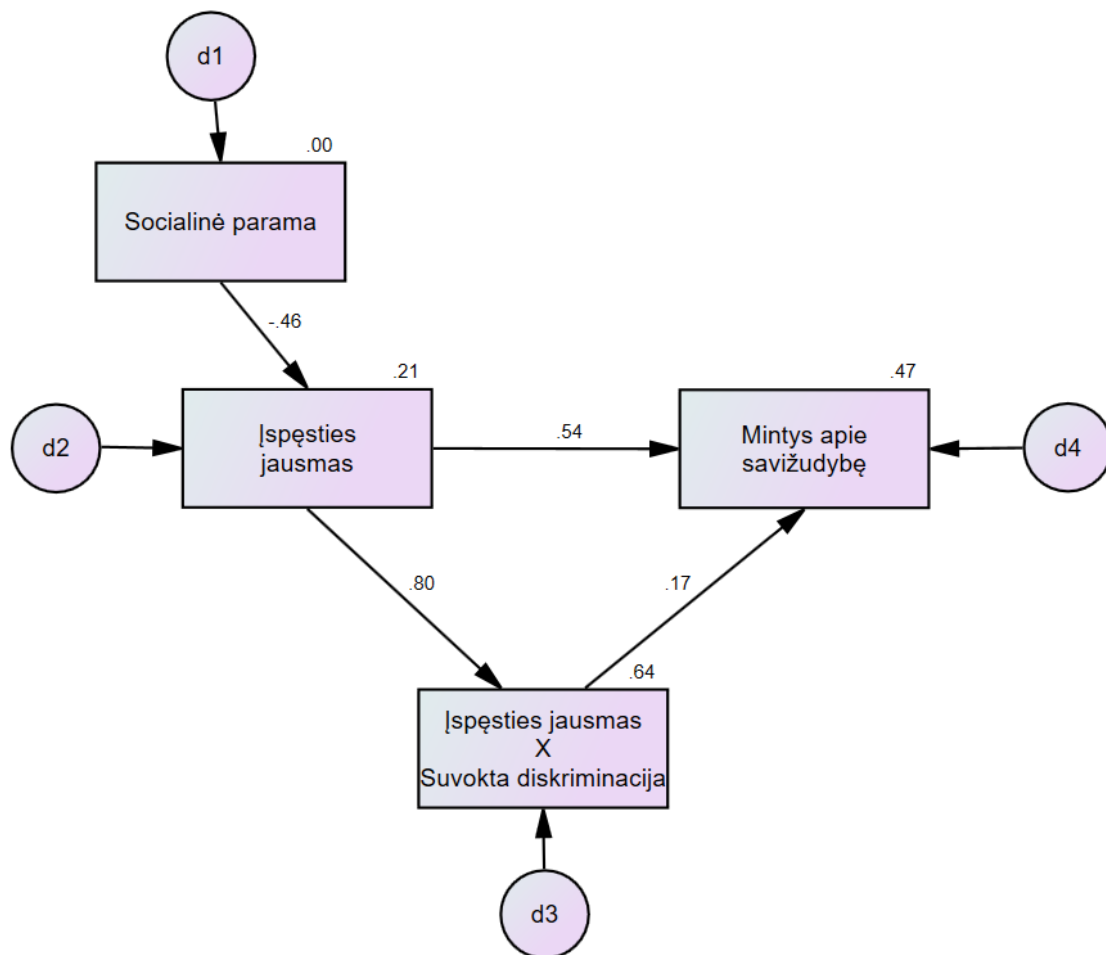 d1
.00
Socialinė parama
-.46
.21
.47
d2
Įspęsties
jausmas
.54
Mintys apie
savižudybę
d4
.80
.17
.64
Įspęsties jausmas
X
Suvokta diskriminacija
d3